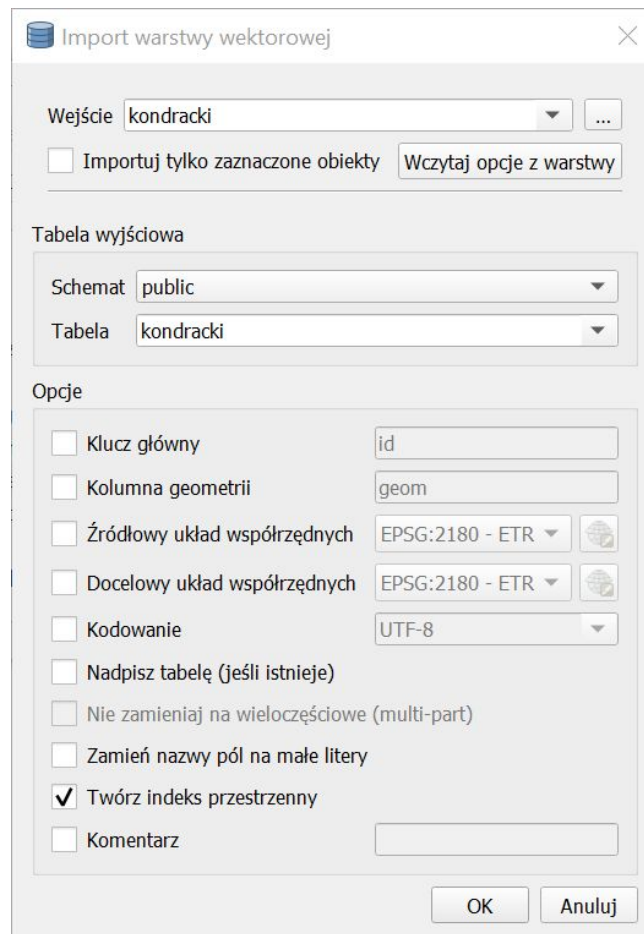 Import warstwy wektorowej
Wejście kondracki ...
Importuj tylko zaznaczone obiekty Wczytaj opcje z warstwy
Tabela wyjściowa
Schemat public
Tabela kondracki
Opcje
Klucz główny id
Kolumna geometrii geom
Źródłowy układ współrzędnych EPSG:2180 - ETR
Docelowy układ współrzędnych EPSG:2180 - ETR
Kodowanie UTF-8
Nadpisz tabelę (jeśli istnieje)
Nie zamieniaj na wieloczęściowe (multi-part)
Zamień nazwy pól na małe litery
Twórz indeks przestrzenny
Komentarz
OK Anuluj